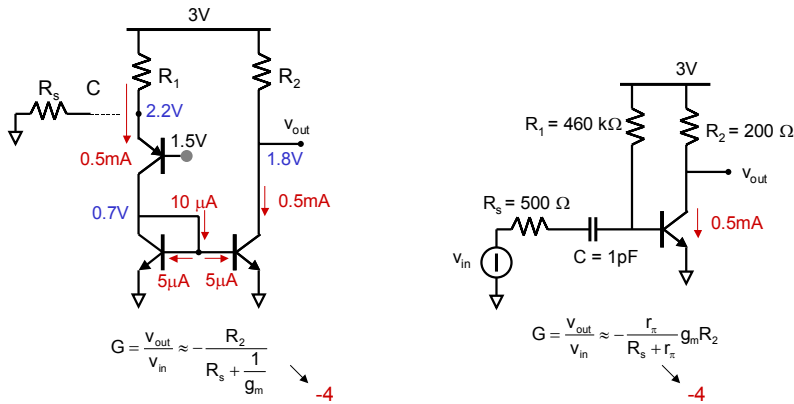 3V
R1
R2
Rs
C
2.2V
1.5V
0.5mA
vout
1.8V
0.7V
10 μA
0.5mA
5μA
5μA
G = vout/vin ≈ − R2/(Rs + 1/gm)
-4
3V
R1 = 460 kΩ
R2 = 200 Ω
vout
Rs = 500 Ω
0.5mA
vin
C = 1pF
G = vout/vin ≈ − rπ/(Rs + rπ) gmR2
-4